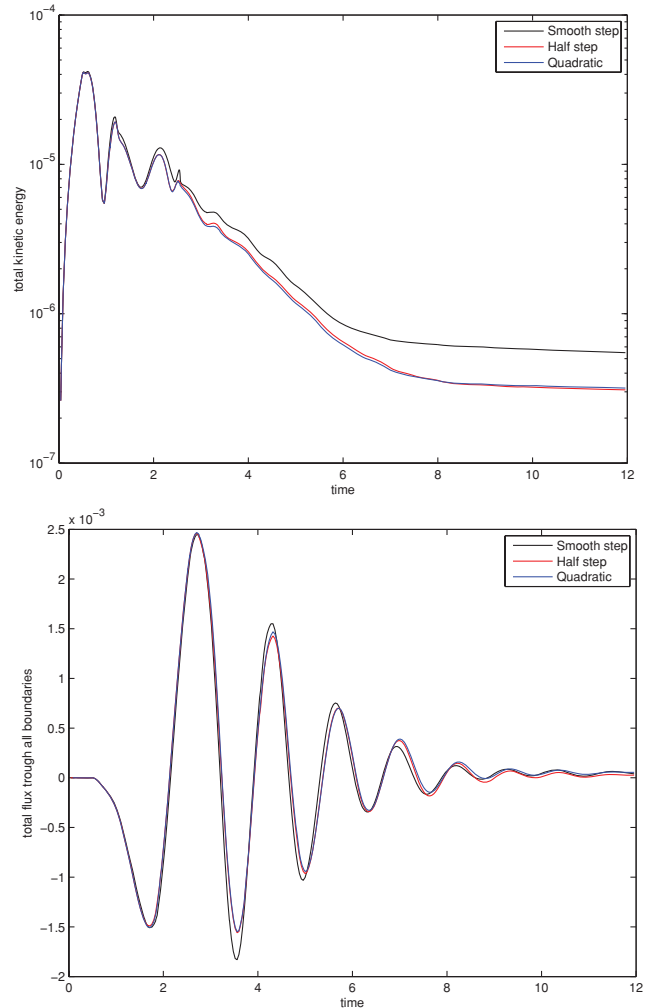 10^-4
10^-5
10^-6
10^-7
total kinetic energy
Smooth step
Half step
Quadratic
0 2 4 6 8 10 12
time
x 10^-3
2.5
2
1.5
1
0.5
0
−0.5
−1
−1.5
−2
total flux trough all boundaries
Smooth step
Half step
Quadratic
0 2 4 6 8 10 12
time